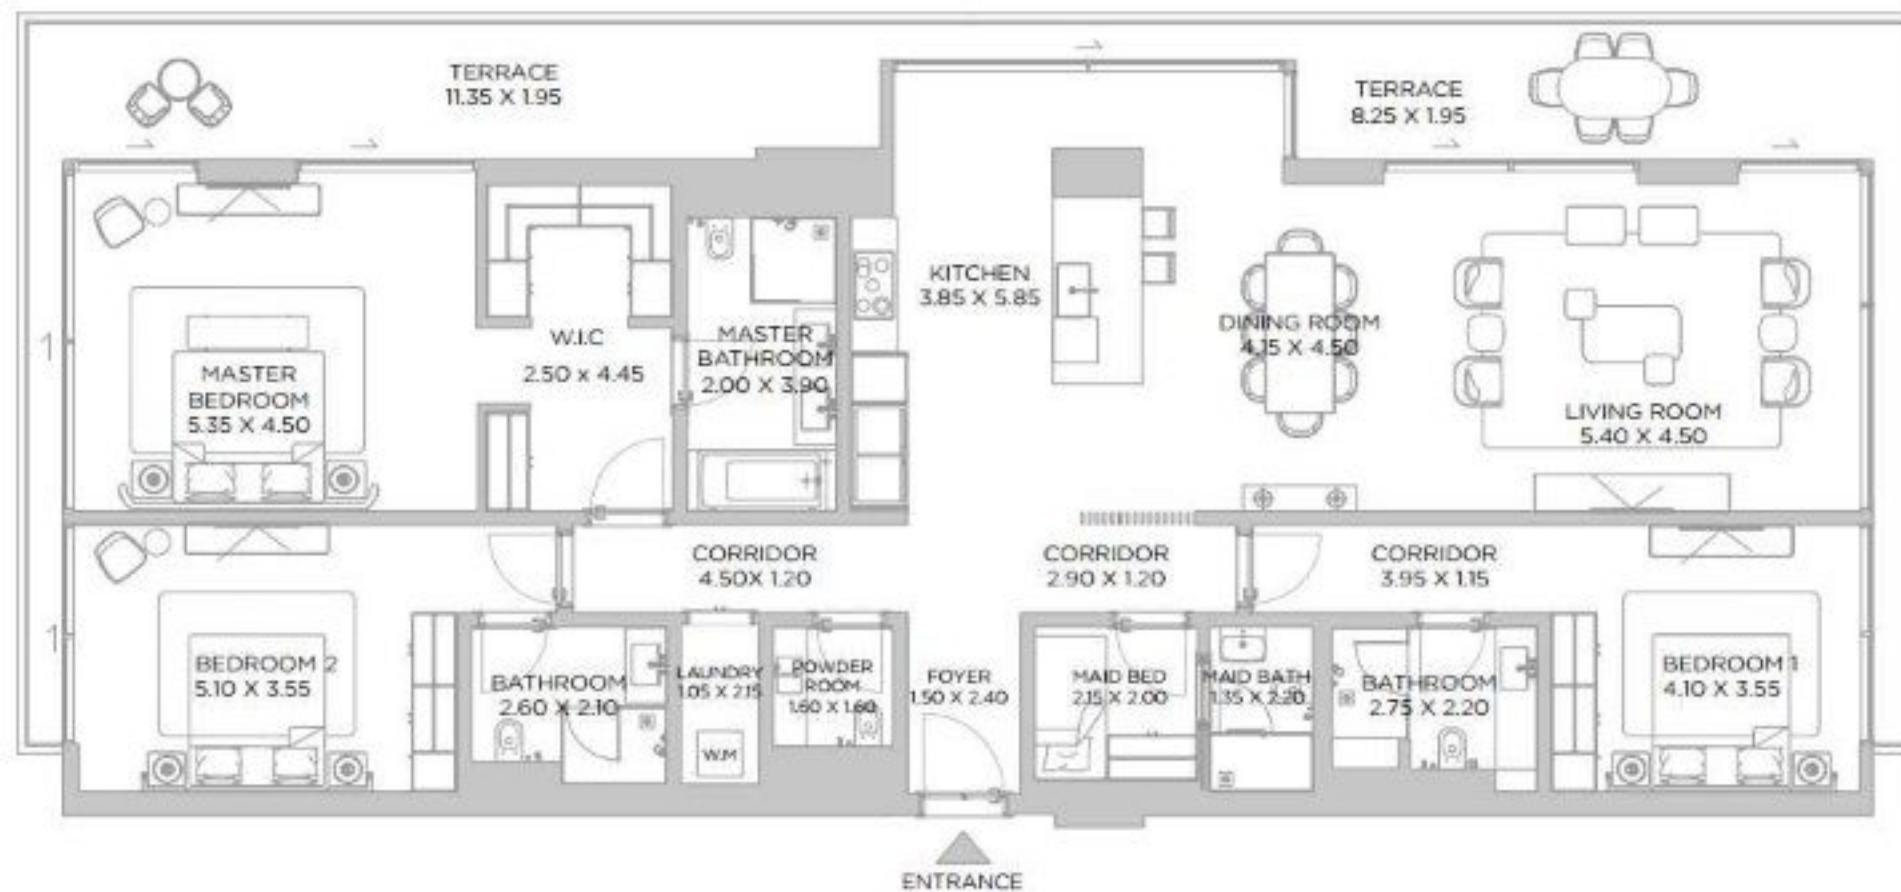 TERRACE
11.35 X 1.95
TERRACE
8.25 X 1.95
KITCHEN
3.85 X 5.85
DINING ROOM
4.15 X 4.50
LIVING ROOM
5.40 X 4.50
W.I.C
2.50 x 4.45
MASTER
BATHROOM
2.00 X 3.90
MASTER
BEDROOM
5.35 X 4.50
CORRIDOR
4.50X 1.20
CORRIDOR
2.90 X 1.20
CORRIDOR
3.95 X 1.15
BEDROOM 2
5.10 X 3.55
BATHROOM
2.60 X 2.10
LAUNDRY
1.05 X 2.15
W.M
POWDER
ROOM
1.60 X 1.60
FOYER
1.50 X 2.40
MAID BED
2.15 X 2.00
MAID BATH
1.35 X 2.20
BATHROOM
2.75 X 2.20
BEDROOM 1
4.10 X 3.55
ENTRANCE